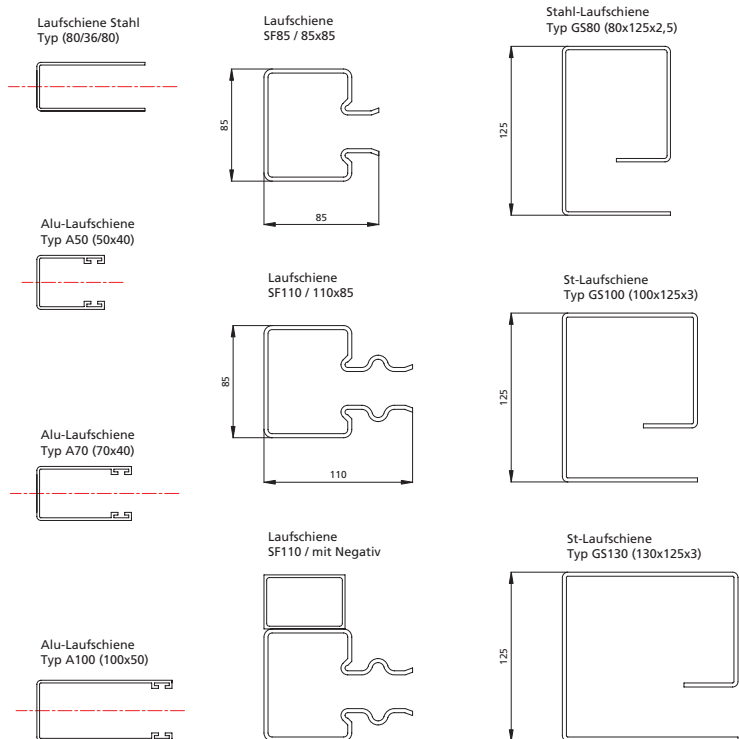 Laufschiene Stahl
Typ (80/36/80)
Laufschiene
SF85 / 85x85
85
85
Stahl-Laufschiene
Typ GS80 (80x125x2,5)
125
Alu-Laufschiene
Typ A50 (50x40)
Laufschiene
SF110 / 110x85
85
110
St-Laufschiene
Typ GS100 (100x125x3)
125
Alu-Laufschiene
Typ A70 (70x40)
Laufschiene
SF110 / mit Negativ
St-Laufschiene
Typ GS130 (130x125x3)
125
Alu-Laufschiene
Typ A100 (100x50)